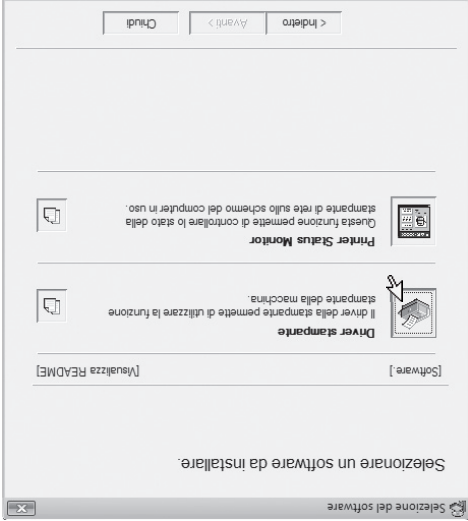 Selezione del software
Selezionare un software da installare.
[Software.] [Visualizza README]
Driver stampante
Il driver della stampante permette di utilizzare la funzione
stampante della macchina.
Printer Status Monitor
Questa funzione permette di controllare lo stato della
stampante di rete sullo schermo del computer in uso.
< Indietro Avanti > Chiudi